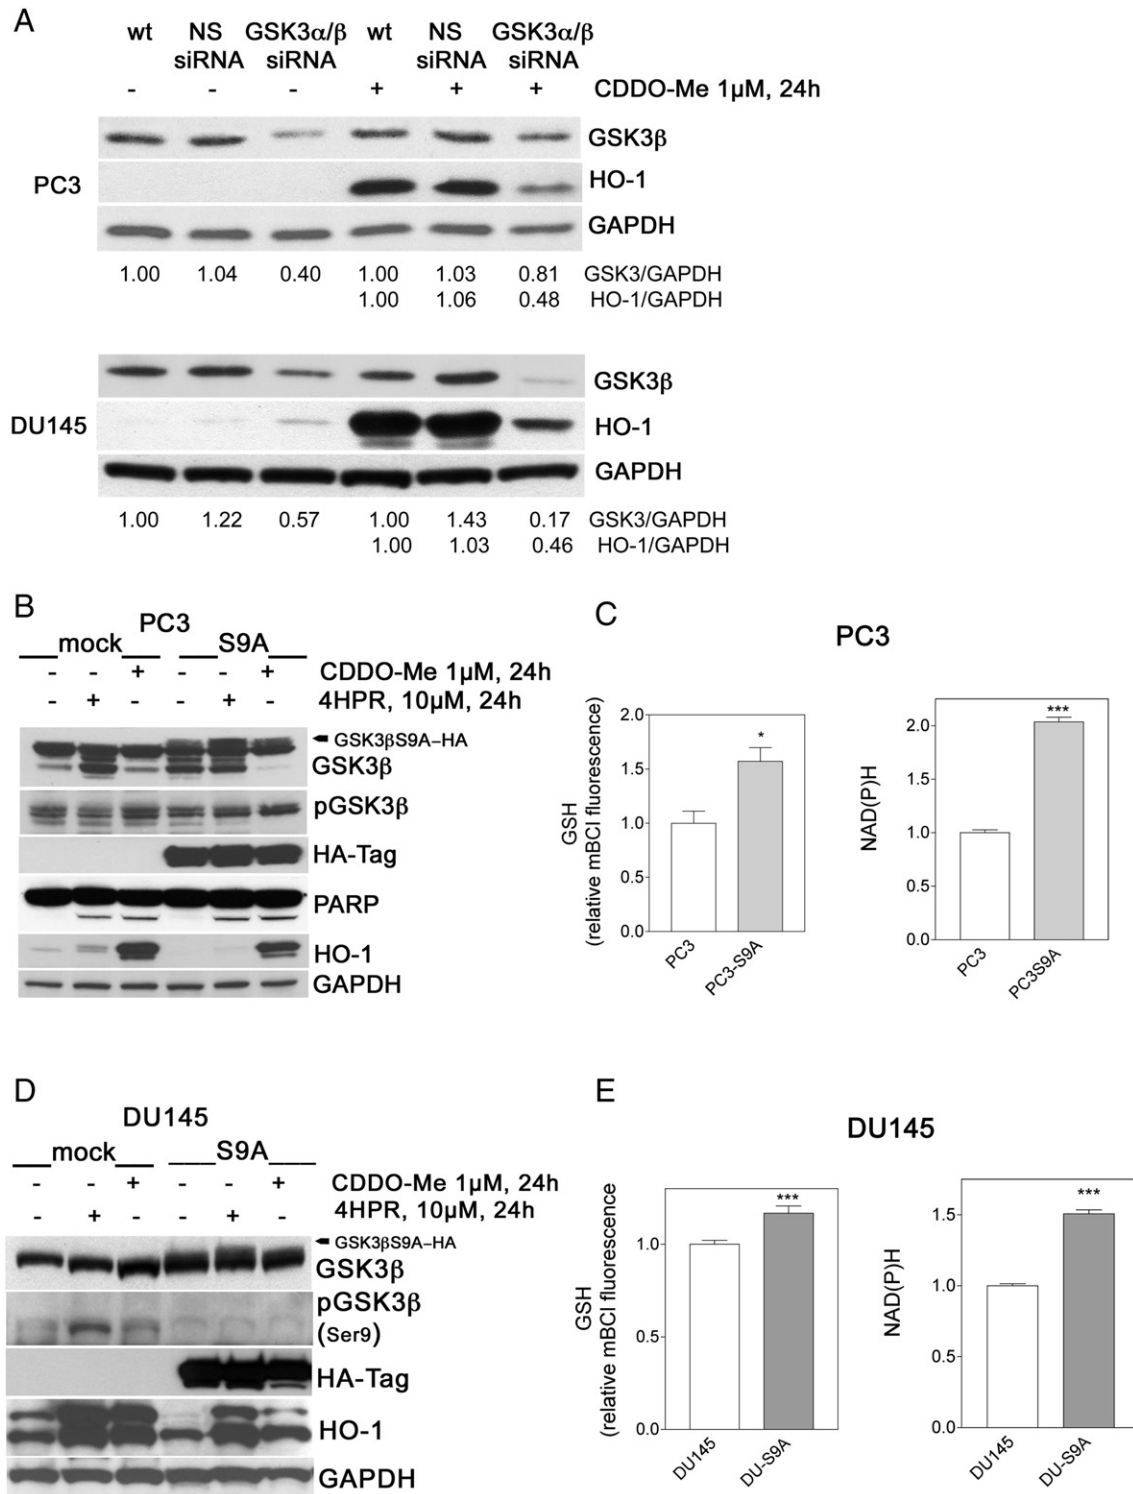 A
wt NS GSK3α/β wt NS GSK3α/β
siRNA siRNA siRNA siRNA
- - - + + + CDDO-Me 1µM, 24h
GSK3β
PC3 HO-1
GAPDH
1.00 1.04 0.40 1.00 1.03 0.81 GSK3/GAPDH
1.00 1.06 0.48 HO-1/GAPDH
GSK3β
DU145 HO-1
GAPDH
1.00 1.22 0.57 1.00 1.43 0.17 GSK3/GAPDH
1.00 1.03 0.46 HO-1/GAPDH
B
PC3
mock S9A
- - + - - + CDDO-Me 1µM, 24h
- + - - + - 4HPR, 10µM, 24h
GSK3βS9A–HA
GSK3β
pGSK3β
HA-Tag
PARP
HO-1
GAPDH
C
PC3
GSH
(relative mBCl fluorescence)
2.0
1.5
1.0
0.5
0.0
*
PC3 PC3-S9A
NAD(P)H
2.0
1.5
1.0
0.5
0.0
***
PC3 PC3S9A
D
DU145
mock S9A
- - + - - + CDDO-Me 1µM, 24h
- + - - + - 4HPR, 10µM, 24h
GSK3βS9A–HA
GSK3β
pGSK3β
(Ser9)
HA-Tag
HO-1
GAPDH
E
DU145
GSH
(relative mBCl fluorescence
1.0
0.5
0.0
***
DU145 DU-S9A
NAD(P)H
1.5
1.0
0.5
0.0
***
DU145 DU-S9A